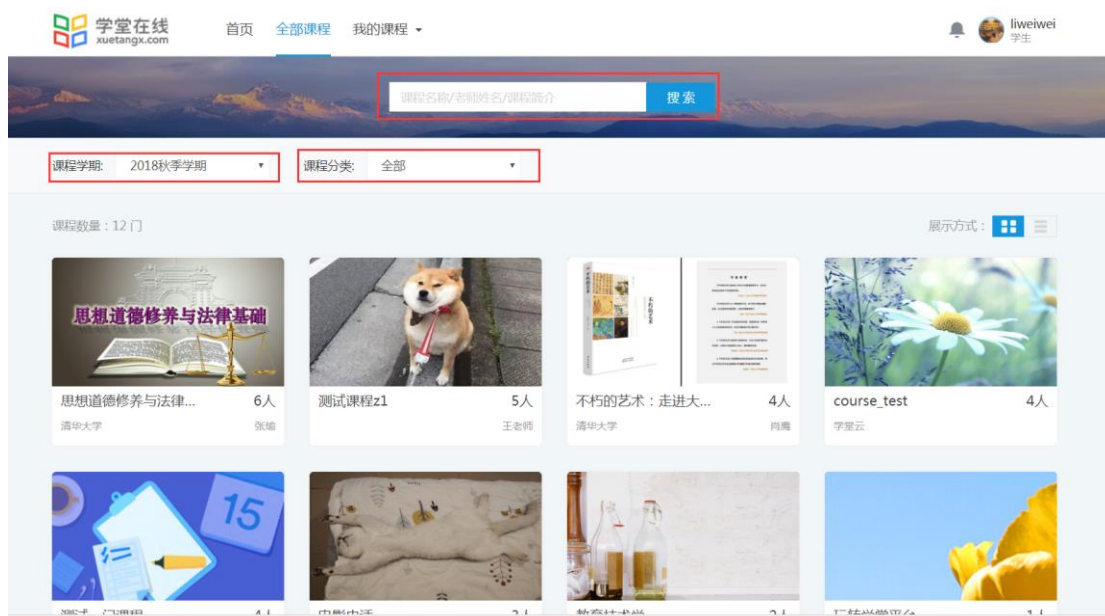 学堂在线
xuetangx.com
首页
全部课程
我的课程
liweiwei
学生
课程名称/老师姓名/课程简介
搜索
课程学期:
2018秋季学期
课程分类:
全部
课程数量：12 门
展示方式：
思想道德修养与法律基础
不朽的艺术
思想道德修养与法律...
6人
清华大学
张瑜
测试课程z1
5人
王老师
不朽的艺术：走进大...
4人
清华大学
肖鹰
course_test
4人
学堂云
15